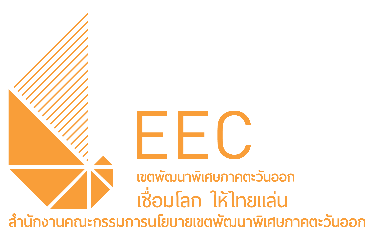 EEC
เขตพัฒนาพิเศษภาคตะวันออก
เชื่อมโลก ให้ไทยแล่น
สำนักงานคณะกรรมการนโยบายเขตพัฒนาพิเศษภาคตะวันออก